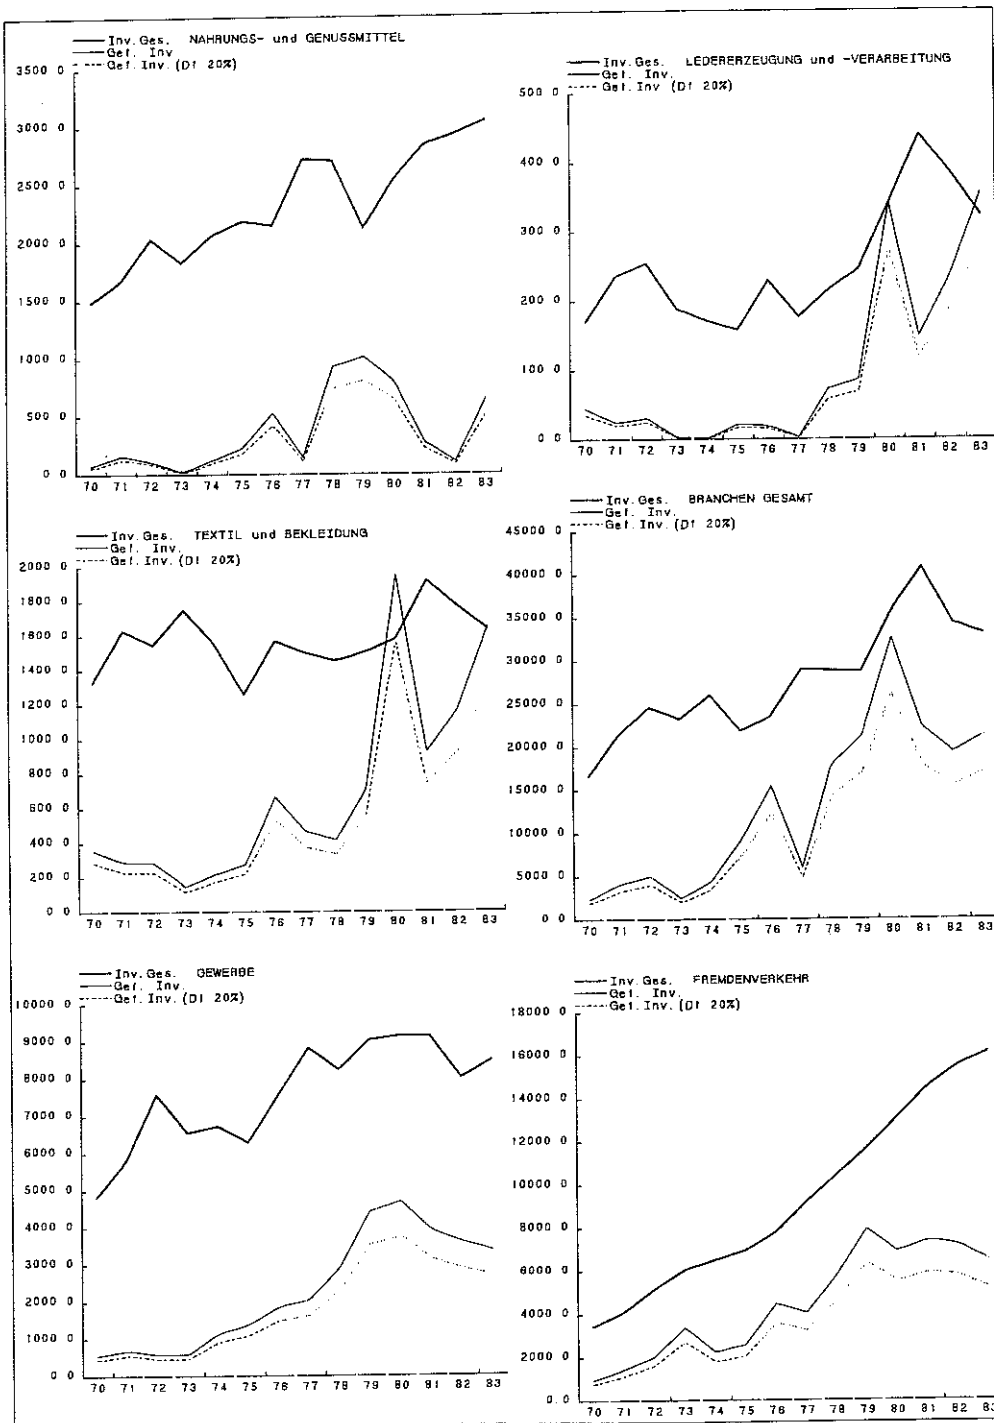 Inv.Ges. NAHRUNGS- und GENUSSMITTEL
Gef. Inv
Gef. Inv. (Df 20%)
3500 0
3000 0
2500 0
2000 0
1500 0
1000 0
500 0
0 0
70 71 72 73 74 75 76 77 78 79 80 81 82 83
Inv.Ges. LEDERERZEUGUNG und -VERARBEITUNG
Gef. Inv.
Gef. Inv (Df 20%)
500 0
400 0
300 0
200 0
100 0
0 0
70 71 72 73 74 75 76 77 78 79 80 81 82 83
Inv.Ges. TEXTIL und BEKLEIDUNG
Gef. Inv.
Gef. Inv. (Df 20%)
2000 0
1800 0
1600 0
1400 0
1200 0
1000 0
800 0
600 0
400 0
200 0
0 0
70 71 72 73 74 75 76 77 78 79 80 81 82 83
Inv.Ges. BRANCHEN GESAMT
Gef. Inv.
Gef. Inv. (Df 20%)
45000 0
40000 0
35000 0
30000 0
25000 0
20000 0
15000 0
10000 0
5000 0
0 0
70 71 72 73 74 75 76 77 78 79 80 81 82 83
Inv.Ges. GEWERBE
Gef. Inv.
Gef. Inv. (Df 20%)
10000 0
9000 0
8000 0
7000 0
6000 0
5000 0
4000 0
3000 0
2000 0
1000 0
0 0
70 71 72 73 74 75 76 77 78 79 80 81 82 83
Inv.Ges. FREMDENVERKEHR
Gef. Inv.
Gef. Inv. (Df 20%)
18000 0
16000 0
14000 0
12000 0
10000 0
8000 0
6000 0
4000 0
2000 0
0.0
70 71 72 73 74 75 76 77 78 79 80 81 82 83